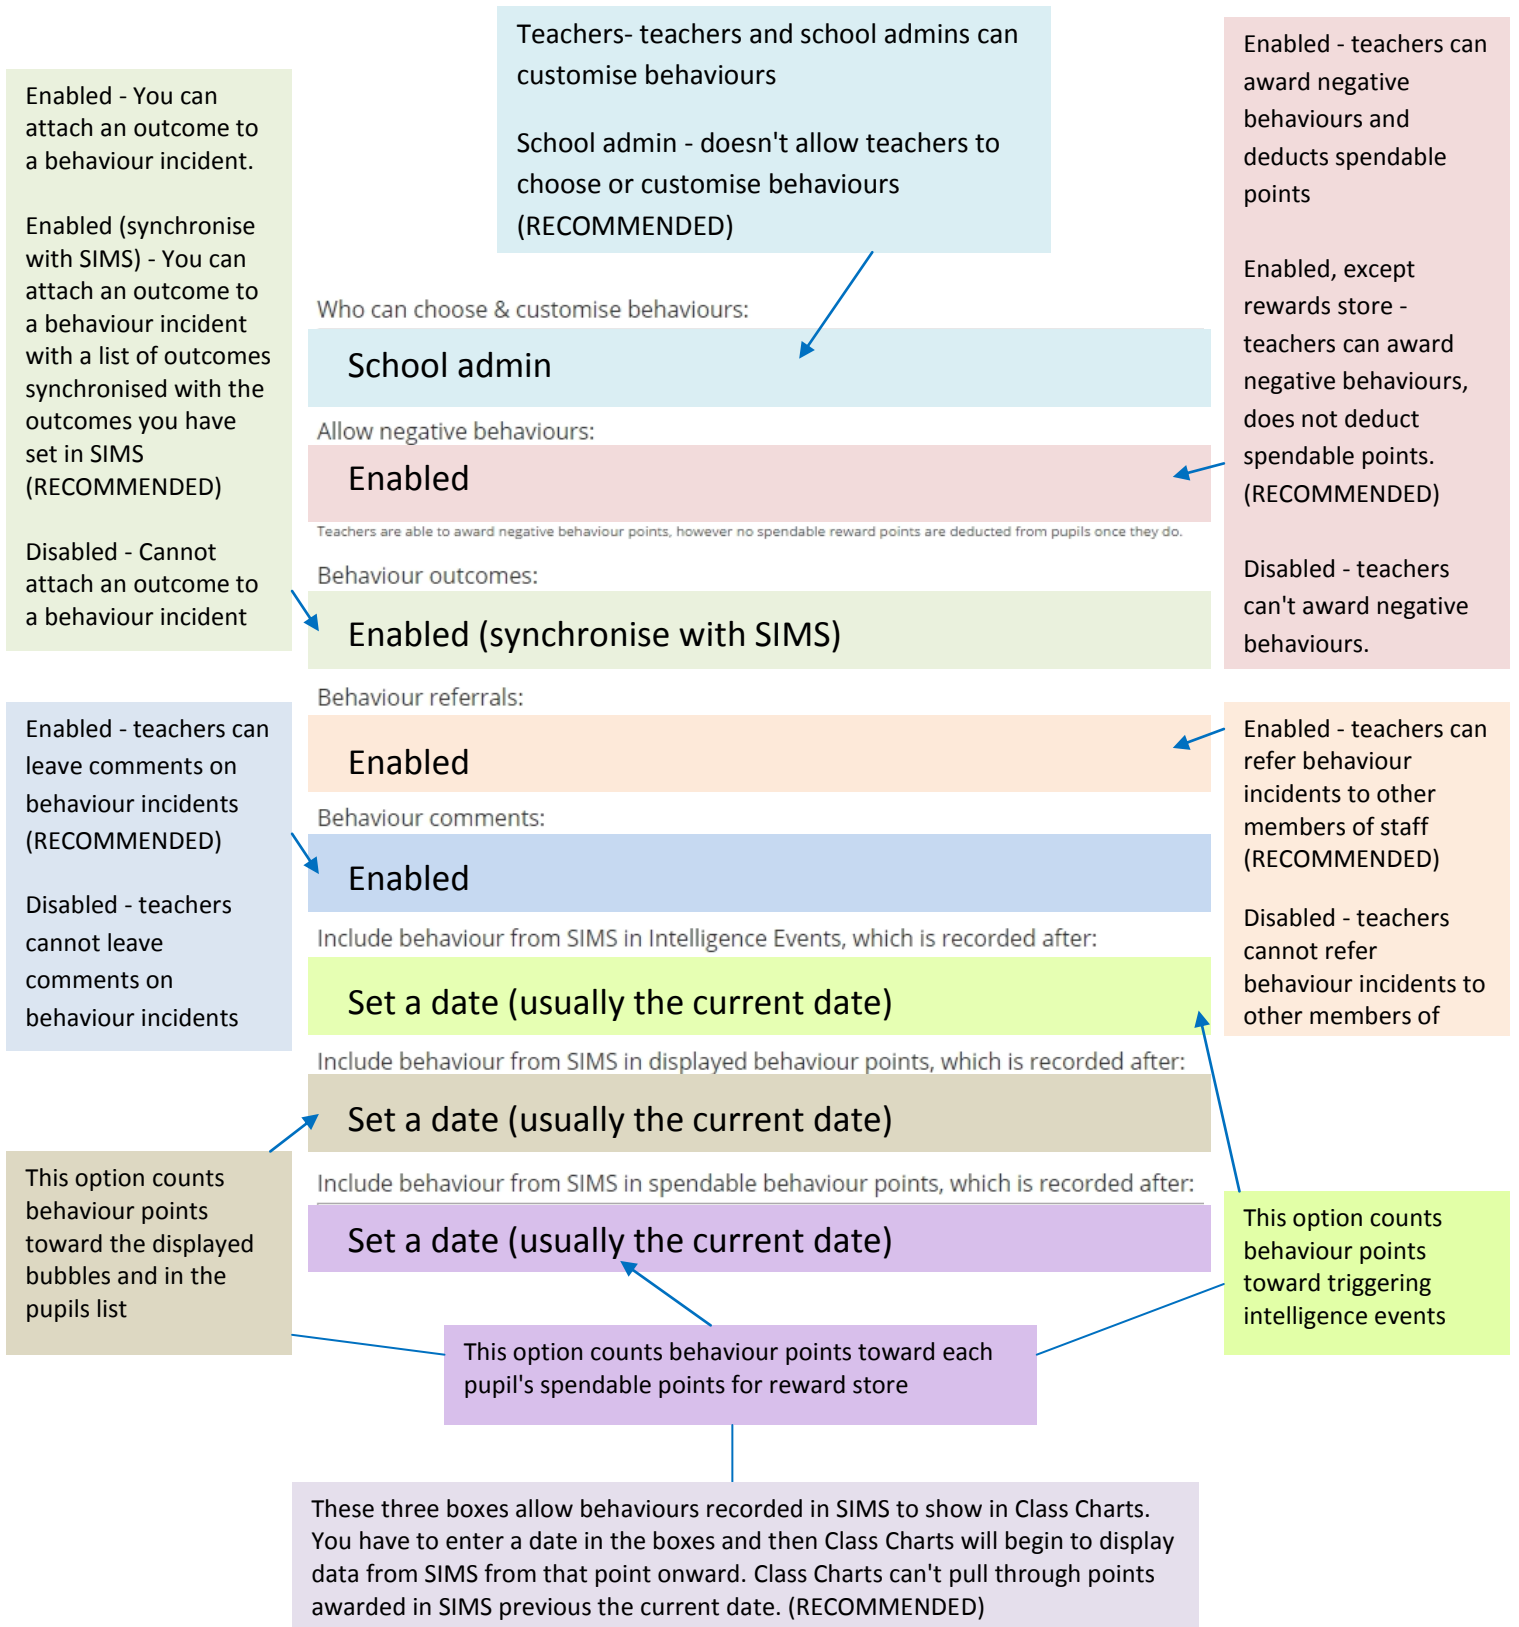 Teachers- teachers and school admins can
customise behaviours
School admin - doesn't allow teachers to
choose or customise behaviours
(RECOMMENDED)
Enabled - You can
attach an outcome to
a behaviour incident.
Enabled (synchronise
with SIMS) - You can
attach an outcome to
a behaviour incident
with a list of outcomes
synchronised with the
outcomes you have
set in SIMS
(RECOMMENDED)
Disabled - Cannot
attach an outcome to
a behaviour incident
Enabled - teachers can
award negative
behaviours and
deducts spendable
points
Enabled, except
rewards store -
teachers can award
negative behaviours,
does not deduct
spendable points.
(RECOMMENDED)
Disabled - teachers
can't award negative
behaviours.
Who can choose & customise behaviours:
School admin
Allow negative behaviours:
Enabled
Teachers are able to award negative behaviour points, however no spendable reward points are deducted from pupils once they do.
Behaviour outcomes:
Enabled (synchronise with SIMS)
Behaviour referrals:
Enabled
Behaviour comments:
Enabled
Include behaviour from SIMS in Intelligence Events, which is recorded after:
Set a date (usually the current date)
Include behaviour from SIMS in displayed behaviour points, which is recorded after:
Set a date (usually the current date)
Include behaviour from SIMS in spendable behaviour points, which is recorded after:
Set a date (usually the current date)
Enabled - teachers can
leave comments on
behaviour incidents
(RECOMMENDED)
Disabled - teachers
cannot leave
comments on
behaviour incidents
Enabled - teachers can
refer behaviour
incidents to other
members of staff
(RECOMMENDED)
Disabled - teachers
cannot refer
behaviour incidents to
other members of
This option counts
behaviour points
toward the displayed
bubbles and in the
pupils list
This option counts
behaviour points
toward triggering
intelligence events
This option counts behaviour points toward each
pupil's spendable points for reward store
These three boxes allow behaviours recorded in SIMS to show in Class Charts.
You have to enter a date in the boxes and then Class Charts will begin to display
data from SIMS from that point onward. Class Charts can't pull through points
awarded in SIMS previous the current date. (RECOMMENDED)